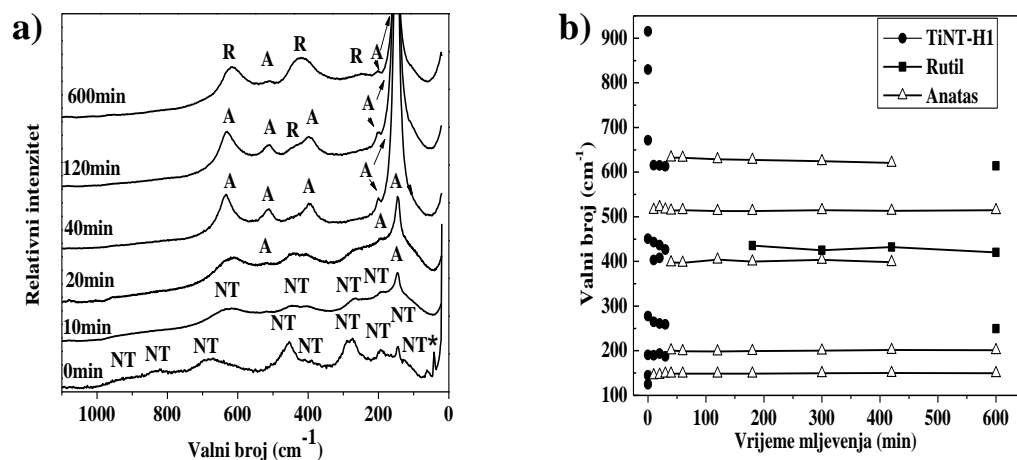 a)
Relativni intenzitet
R A R R A
600min
A
A A R A
120min
A
A A A A
40min
A A
20min
NT NT NT NT A
10min
NT NT NT NT NT NT NT NT *
0min
1000 800 600 400 200 0
Valni broj (cm-1)
b)
TiNT-H1
Rutil
Anatas
Valni broj (cm-1)
900
800
700
600
500
400
300
200
100
0 100 200 300 400 500 600
Vrijeme mljevenja (min)